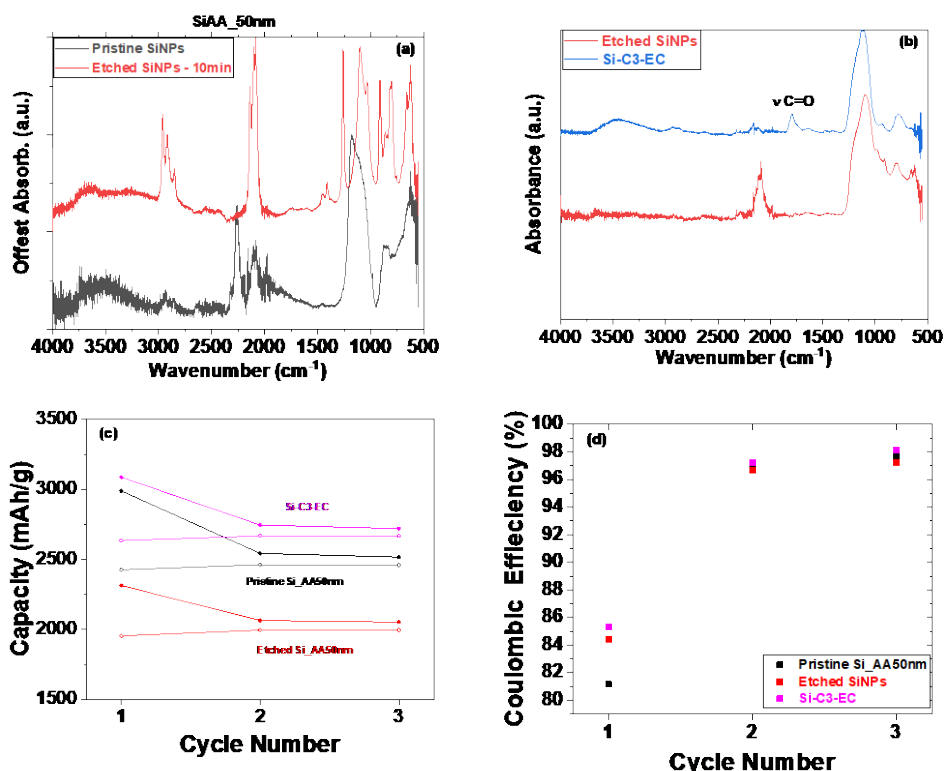 SiAA_50nm
Pristine SiNPs
Etched SiNPs - 10min
(a)
Offest Absorb. (a.u.)
4000 3500 3000 2500 2000 1500 1000 500
Wavenumber (cm⁻¹)
Etched SiNPs
Si-C3-EC
(b)
ν C=O
Absorbance (a.u.)
4000 3500 3000 2500 2000 1500 1000 500
Wavenumber (cm⁻¹)
(c)
3500
3000
2500
2000
1500
Capacity (mAh/g)
Si-C3-EC
Pristine Si_AA50nm
Etched Si_AA50nm
1 2 3
Cycle Number
(d)
98
96
94
92
90
88
86
84
82
80
Coulombic Effieciency (%)
Pristine Si_AA50nm
Etched SiNPs
Si-C3-EC
1 2 3
Cycle Number